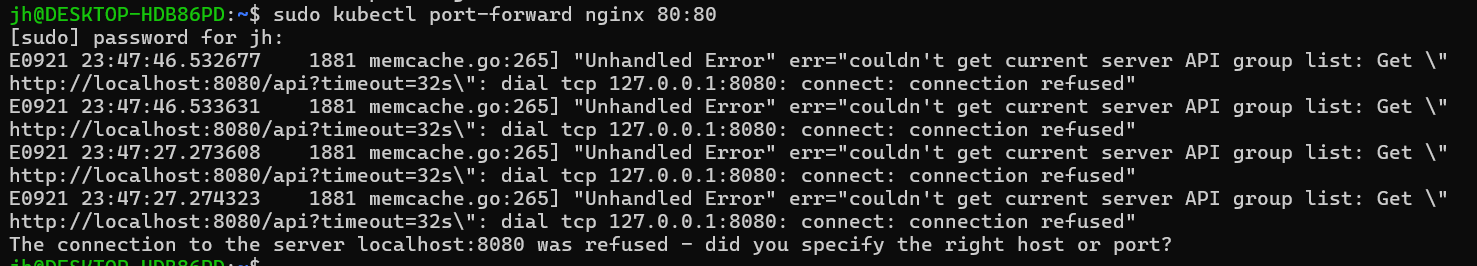 jh@DESKTOP-HDB86PD:~$ sudo kubectl port-forward nginx 80:80
[sudo] password for jh:
E0921 23:47:46.532677    1881 memcache.go:265] "Unhandled Error" err="couldn't get current server API group list: Get \"
http://localhost:8080/api?timeout=32s\": dial tcp 127.0.0.1:8080: connect: connection refused"
E0921 23:47:46.533631    1881 memcache.go:265] "Unhandled Error" err="couldn't get current server API group list: Get \"
http://localhost:8080/api?timeout=32s\": dial tcp 127.0.0.1:8080: connect: connection refused"
E0921 23:47:27.273608    1881 memcache.go:265] "Unhandled Error" err="couldn't get current server API group list: Get \"
http://localhost:8080/api?timeout=32s\": dial tcp 127.0.0.1:8080: connect: connection refused"
E0921 23:47:27.274323    1881 memcache.go:265] "Unhandled Error" err="couldn't get current server API group list: Get \"
http://localhost:8080/api?timeout=32s\": dial tcp 127.0.0.1:8080: connect: connection refused"
The connection to the server localhost:8080 was refused - did you specify the right host or port?
jh@DESKTOP-HDB86PD:~$